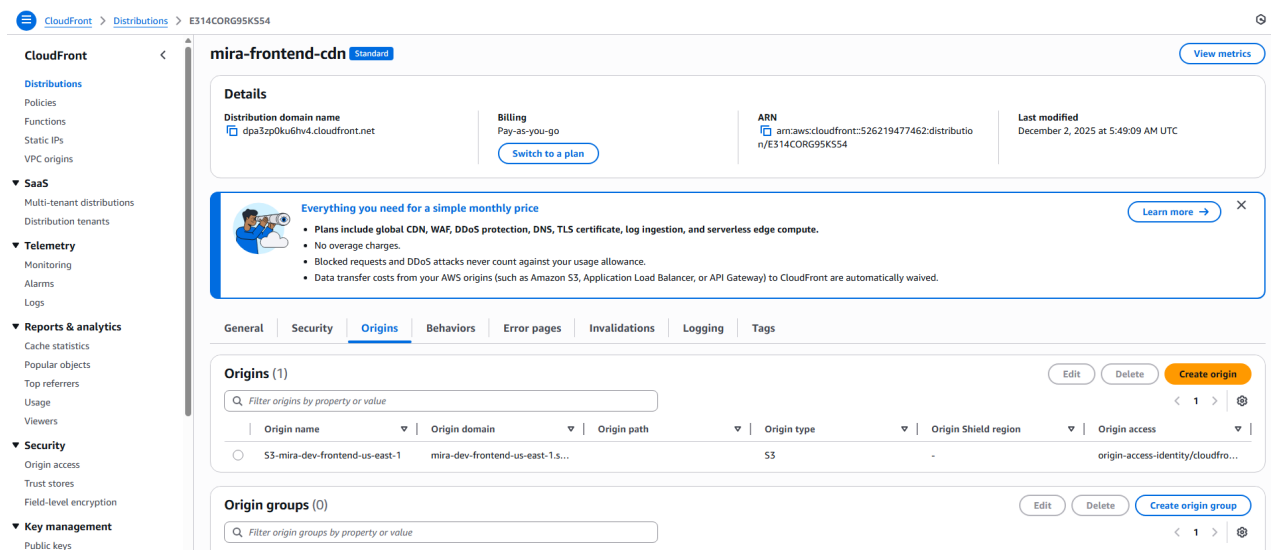 CloudFront > Distributions > E314CORG95KS54
CloudFront
Distributions
Policies
Functions
Static IPs
VPC origins
SaaS
Multi-tenant distributions
Distribution tenants
Telemetry
Monitoring
Alarms
Logs
Reports & analytics
Cache statistics
Popular objects
Top referrers
Usage
Viewers
Security
Origin access
Trust stores
Field-level encryption
Key management
Public keys
mira-frontend-cdn Standard
View metrics
Details
Distribution domain name
dpa3zp0ku6hv4.cloudfront.net
Billing
Pay-as-you-go
Switch to a plan
ARN
arn:aws:cloudfront::526219477462:distributio
n/E314CORG95KS54
Last modified
December 2, 2025 at 5:49:09 AM UTC
Everything you need for a simple monthly price
Learn more →
• Plans include global CDN, WAF, DDoS protection, DNS, TLS certificate, log ingestion, and serverless edge compute.
• No overage charges.
• Blocked requests and DDoS attacks never count against your usage allowance.
• Data transfer costs from your AWS origins (such as Amazon S3, Application Load Balancer, or API Gateway) to CloudFront are automatically waived.
General Security Origins Behaviors Error pages Invalidations Logging Tags
Origins (1)
Edit Delete Create origin
Filter origins by property or value
< 1 >
Origin name Origin domain Origin path Origin type Origin Shield region Origin access
S3-mira-dev-frontend-us-east-1 mira-dev-frontend-us-east-1.s... S3 - origin-access-identity/cloudfro...
Origin groups (0)
Edit Delete Create origin group
Filter origin groups by property or value
< 1 >